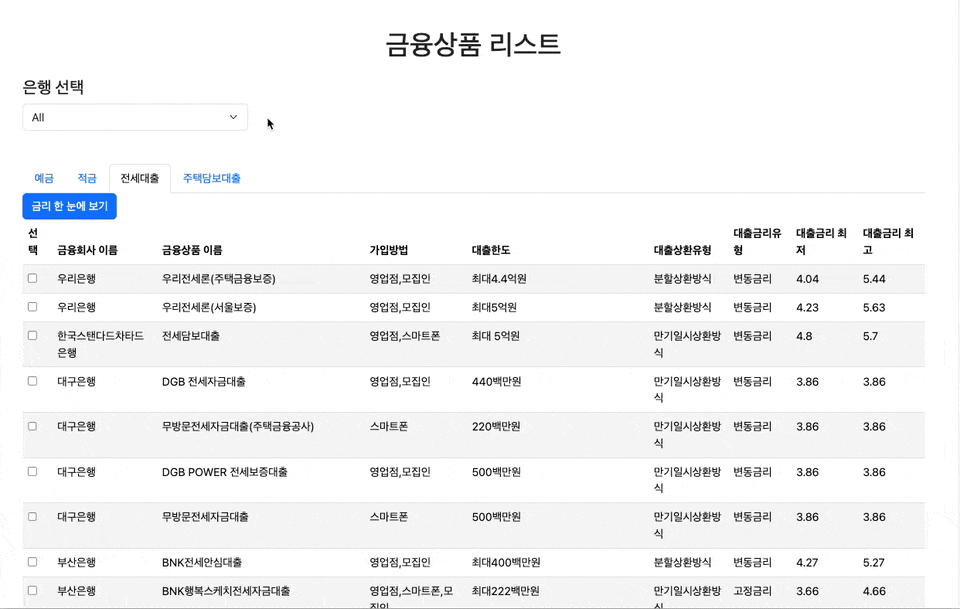 금융상품 리스트
은행 선택
All
예금 적금 전세대출 주택담보대출
금리 한 눈에 보기
선택 금융회사 이름 금융상품 이름 가입방법 대출한도 대출상환유형 대출금리유형 대출금리 최저 대출금리 최고
우리은행 우리전세론(주택금융보증) 영업점,모집인 최대4.4억원 분할상환방식 변동금리 4.04 5.44
우리은행 우리전세론(서울보증) 영업점,모집인 최대5억원 분할상환방식 변동금리 4.23 5.63
한국스탠다드차타드은행 전세담보대출 영업점,스마트폰 최대 5억원 만기일시상환방식 변동금리 4.8 5.7
대구은행 DGB 전세자금대출 영업점,모집인 440백만원 만기일시상환방식 변동금리 3.86 3.86
대구은행 무방문전세자금대출(주택금융공사) 스마트폰 220백만원 만기일시상환방식 변동금리 3.86 3.86
대구은행 DGB POWER 전세보증대출 영업점,모집인 500백만원 만기일시상환방식 변동금리 3.86 3.86
대구은행 무방문전세자금대출 스마트폰 500백만원 만기일시상환방식 변동금리 3.86 3.86
부산은행 BNK전세안심대출 영업점,모집인 최대400백만원 분할상환방식 변동금리 4.27 5.27
부산은행 BNK행복스케치전세자금대출 영업점,스마트폰,모집인 최대222백만원 만기일시상환방식 고정금리 3.66 4.66